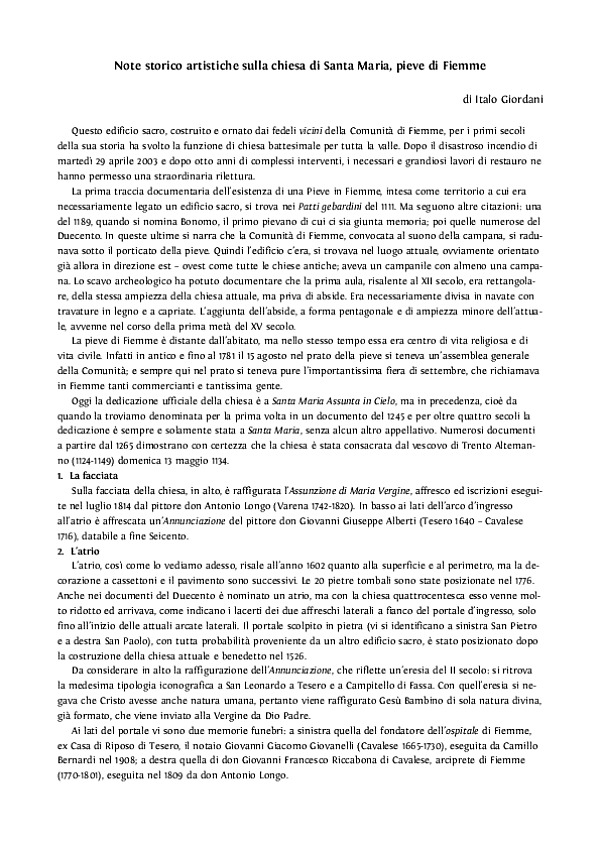 Note storico artistiche sulla chiesa di Santa Maria, pieve di Fiemme
di Italo Giordani
Questo edificio sacro, costruito e ornato dai fedeli vicini della Comunità di Fiemme, per i primi secoli
della sua storia ha svolto la funzione di chiesa battesimale per tutta la valle. Dopo il disastroso incendio di
martedì 29 aprile 2003 e dopo otto anni di complessi interventi, i necessari e grandiosi lavori di restauro ne
hanno permesso una straordinaria rilettura.
La prima traccia documentaria dell'esistenza di una Pieve in Fiemme, intesa come territorio a cui era
necessariamente legato un edificio sacro, si trova nei Patti gebardini del 1111. Ma seguono altre citazioni: una
del 1189, quando si nomina Bonomo, il primo pievano di cui ci sia giunta memoria; poi quelle numerose del
Duecento. In queste ultime si narra che la Comunità di Fiemme, convocata al suono della campana, si radu-
nava sotto il porticato della pieve. Quindi l'edificio c'era, si trovava nel luogo attuale, ovviamente orientato
già allora in direzione est – ovest come tutte le chiese antiche; aveva un campanile con almeno una campa-
na. Lo scavo archeologico ha potuto documentare che la prima aula, risalente al XII secolo, era rettangola-
re, della stessa ampiezza della chiesa attuale, ma priva di abside. Era necessariamente divisa in navate con
travature in legno e a capriate. L'aggiunta dell'abside, a forma pentagonale e di ampiezza minore dell'attua-
le, avvenne nel corso della prima metà del XV secolo.
La pieve di Fiemme è distante dall'abitato, ma nello stesso tempo essa era centro di vita religiosa e di
vita civile. Infatti in antico e fino al 1781 il 15 agosto nel prato della pieve si teneva un'assemblea generale
della Comunità; e sempre qui nel prato si teneva pure l'importantissima fiera di settembre, che richiamava
in Fiemme tanti commercianti e tantissima gente.
Oggi la dedicazione ufficiale della chiesa è a Santa Maria Assunta in Cielo, ma in precedenza, cioè da
quando la troviamo denominata per la prima volta in un documento del 1245 e per oltre quattro secoli la
dedicazione è sempre e solamente stata a Santa Maria, senza alcun altro appellativo. Numerosi documenti
a partire dal 1265 dimostrano con certezza che la chiesa è stata consacrata dal vescovo di Trento Alteman-
no (1124-1149) domenica 13 maggio 1134.
1. La facciata
Sulla facciata della chiesa, in alto, è raffigurata l'Assunzione di Maria Vergine, affresco ed iscrizioni esegui-
te nel luglio 1814 dal pittore don Antonio Longo (Varena 1742-1820). In basso ai lati dell'arco d'ingresso
all'atrio è affrescata un'Annunciazione del pittore don Giovanni Giuseppe Alberti (Tesero 1640 – Cavalese
1716), databile a fine Seicento.
2. L'atrio
L'atrio, così come lo vediamo adesso, risale all'anno 1602 quanto alla superficie e al perimetro, ma la de-
corazione a cassettoni e il pavimento sono successivi. Le 20 pietre tombali sono state posizionate nel 1776.
Anche nei documenti del Duecento è nominato un atrio, ma con la chiesa quattrocentesca esso venne mol-
to ridotto ed arrivava, come indicano i lacerti dei due affreschi laterali a fianco del portale d'ingresso, solo
fino all'inizio delle attuali arcate laterali. Il portale scolpito in pietra (vi si identificano a sinistra San Pietro
e a destra San Paolo), con tutta probabilità proveniente da un altro edificio sacro, è stato posizionato dopo
la costruzione della chiesa attuale e benedetto nel 1526.
Da considerare in alto la raffigurazione dell'Annunciazione, che riflette un'eresia del II secolo: si ritrova
la medesima tipologia iconografica a San Leonardo a Tesero e a Campitello di Fassa. Con quell'eresia si ne-
gava che Cristo avesse anche natura umana, pertanto viene raffigurato Gesù Bambino di sola natura divina,
già formato, che viene inviato alla Vergine da Dio Padre.
Ai lati del portale vi sono due memorie funebri: a sinistra quella del fondatore dell'ospitale di Fiemme,
ex Casa di Riposo di Tesero, il notaio Giovanni Giacomo Giovanelli (Cavalese 1665-1730), eseguita da Camillo
Bernardi nel 1908; a destra quella di don Giovanni Francesco Riccabona di Cavalese, arciprete di Fiemme
(1770-1801), eseguita nel 1809 da don Antonio Longo.